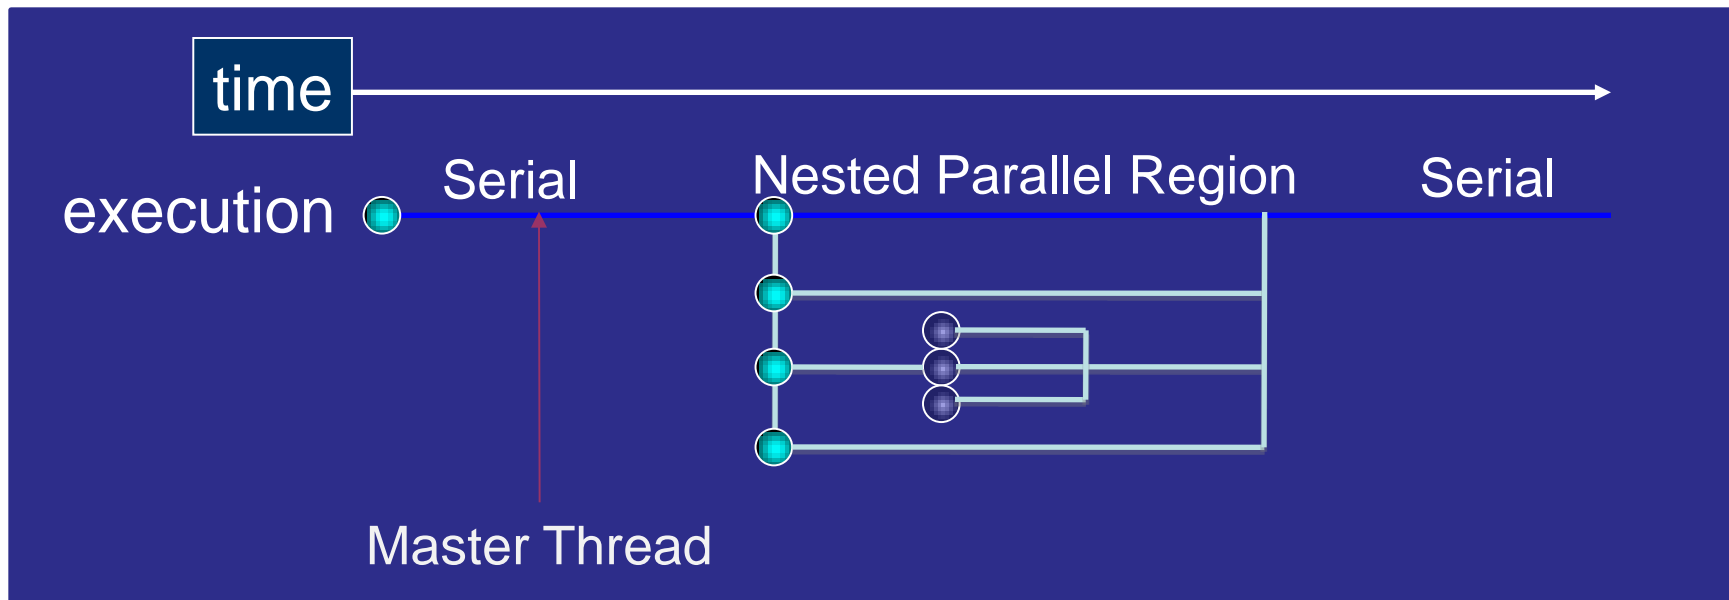 time
Serial
Nested Parallel Region
Serial
execution
Master Thread